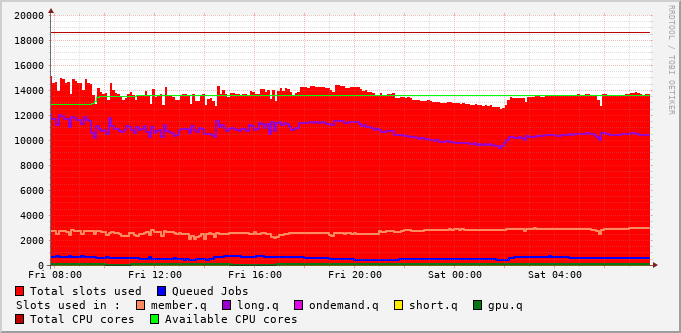 RRDTOOL / TOBI OETIKER
20000
18000
16000
14000
12000
10000
8000
6000
4000
2000
0
Fri 08:00 Fri 12:00 Fri 16:00 Fri 20:00 Sat 00:00 Sat 04:00
Total slots used Queued Jobs
Slots used in : member.q long.q ondemand.q short.q gpu.q
Total CPU cores Available CPU cores